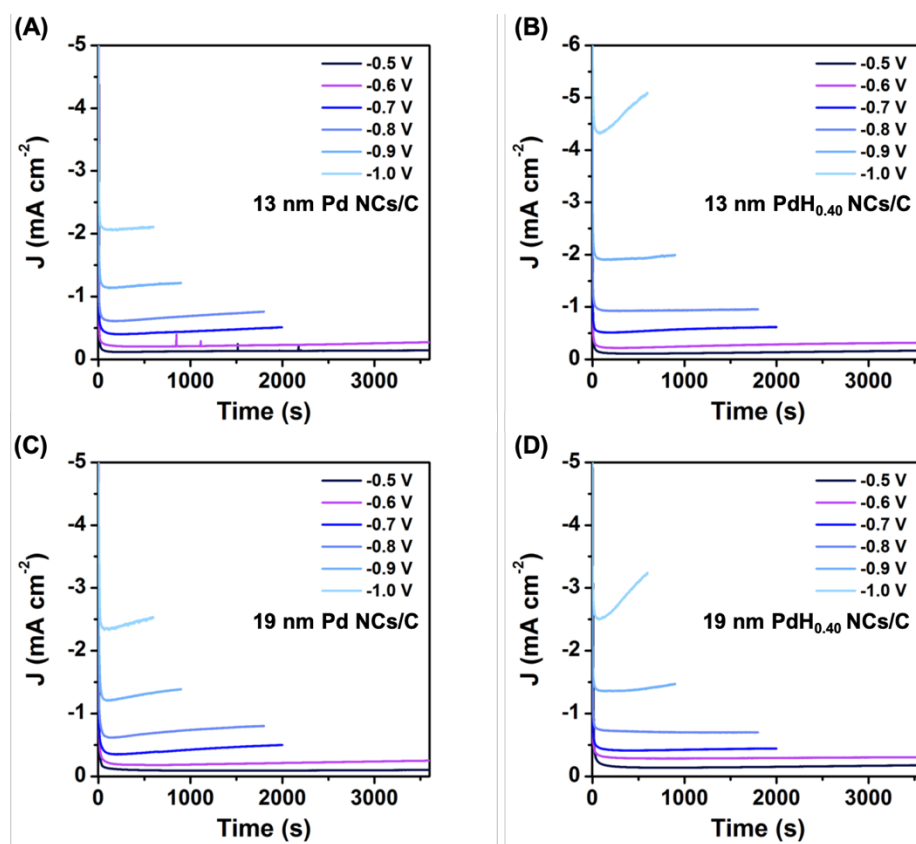 (A)
-5
-4
-3
-2
-1
0
J (mA cm⁻²)
-0.5 V
-0.6 V
-0.7 V
-0.8 V
-0.9 V
-1.0 V
13 nm Pd NCs/C
0 1000 2000 3000
Time (s)
(B)
-6
-5
-4
-3
-2
-1
0
J (mA cm⁻²)
-0.5 V
-0.6 V
-0.7 V
-0.8 V
-0.9 V
-1.0 V
13 nm PdH₀.₄₀ NCs/C
0 1000 2000 3000
Time (s)
(C)
-5
-4
-3
-2
-1
0
J (mA cm⁻²)
-0.5 V
-0.6 V
-0.7 V
-0.8 V
-0.9 V
-1.0 V
19 nm Pd NCs/C
0 1000 2000 3000
Time (s)
(D)
-5
-4
-3
-2
-1
0
J (mA cm⁻²)
-0.5 V
-0.6 V
-0.7 V
-0.8 V
-0.9 V
-1.0 V
19 nm PdH₀.₄₀ NCs/C
0 1000 2000 3000
Time (s)